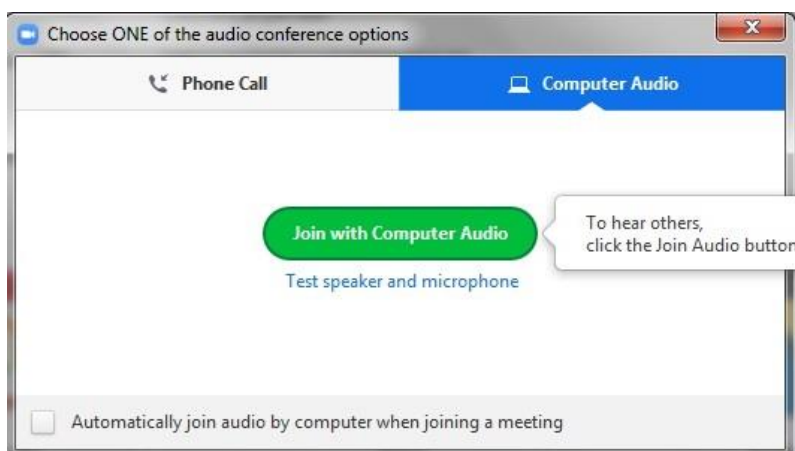 Choose ONE of the audio conference options
Phone Call
Computer Audio
Join with Computer Audio
To hear others,
click the Join Audio button
Test speaker and microphone
Automatically join audio by computer when joining a meeting